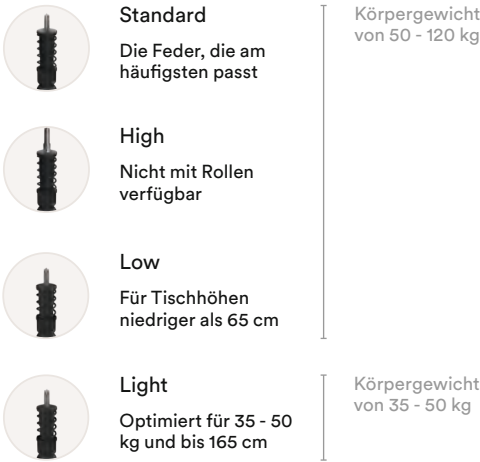 Standard
Die Feder, die am
häufigsten passt
Körpergewicht
von 50 - 120 kg
High
Nicht mit Rollen
verfügbar
Low
Für Tischhöhen
niedriger als 65 cm
Light
Optimiert für 35 - 50
kg und bis 165 cm
Körpergewicht
von 35 - 50 kg